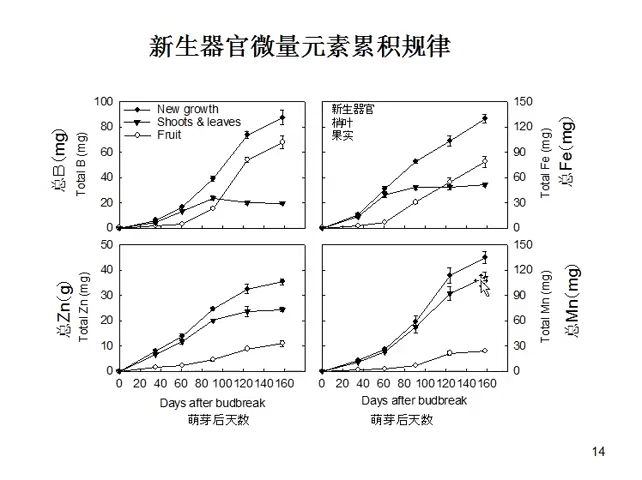 新生器官微量元素累积规律
100
80
60
40
20
0
总B(mg)
Total B (mg)
New growth
Shoots & leaves
Fruit
新生器官
梢叶
果实
150
120
90
60
30
0
Total Fe (mg)
总Fe(mg)
50
40
30
20
10
0
总Zn(g)
Total Zn (mg)
150
120
90
60
30
0
Total Mn (mg)
总Mn(mg)
0 20 40 60 80 100 120 140 160
0 20 40 60 80 100 120 140 160
Days after budbreak
Days after budbreak
萌芽后天数
萌芽后天数
14